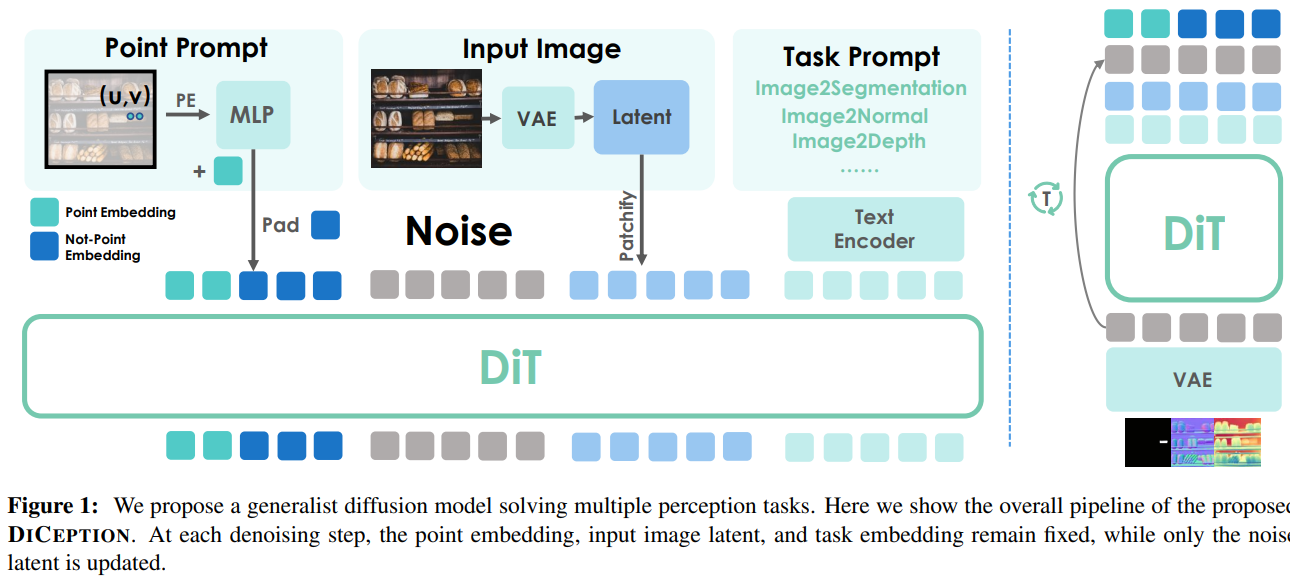 Point Prompt
(u,v)
PE
MLP
+
Point Embedding
Not-Point
Embedding
Pad
Input Image
VAE
Latent
Patchify
Noise
Task Prompt
Image2Segmentation
Image2Normal
Image2Depth
......
Text
Encoder
DiT
T
DiT
VAE
Figure 1: We propose a generalist diffusion model solving multiple perception tasks. Here we show the overall pipeline of the proposed
DICEPTION. At each denoising step, the point embedding, input image latent, and task embedding remain fixed, while only the noise
latent is updated.